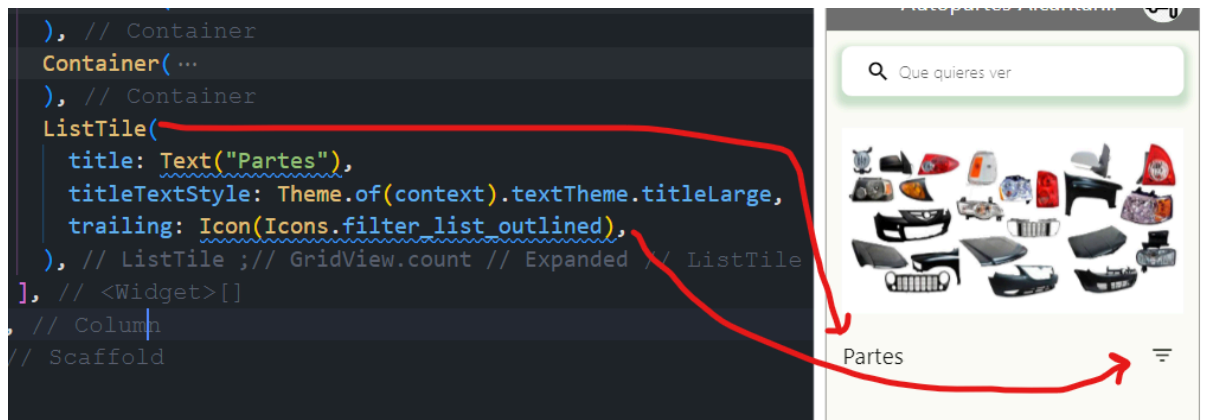 ), // Container
Container( ...
), // Container
ListTile(
title: Text("Partes"),
titleTextStyle: Theme.of(context).textTheme.titleLarge,
trailing: Icon(Icons.filter_list_outlined),
), // ListTile ;// GridView.count // Expanded // ListTile
], // <Widget>[]
, // Column
// Scaffold
Que quieres ver
Partes